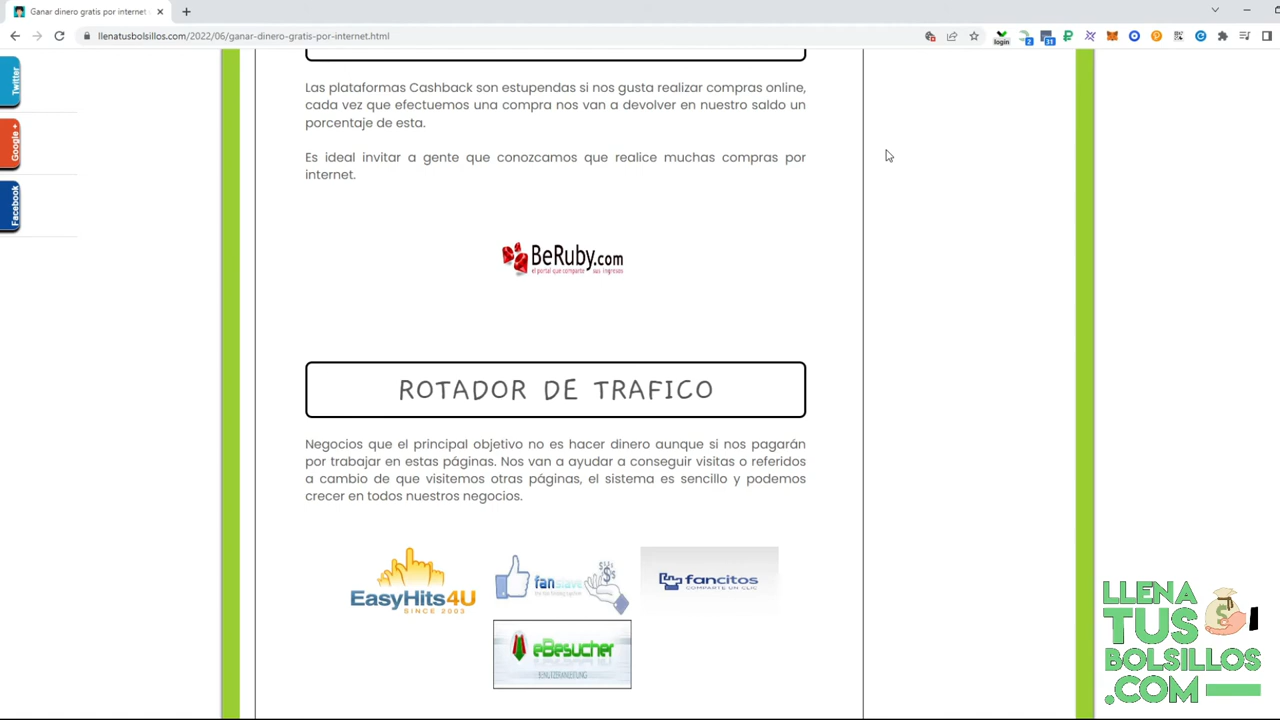 Ganar dinero gratis por internet
llenatusbolsillos.com/2022/06/ganar-dinero-gratis-por-internet.html
login
2
31
Twitter
Google +
Facebook
Las plataformas Cashback son estupendas si nos gusta realizar compras online,
cada vez que efectuemos una compra nos van a devolver en nuestro saldo un
porcentaje de esta.
Es ideal invitar a gente que conozcamos que realice muchas compras por
internet.
BeRuby.com
el portal que comparte sus ingresos
ROTADOR DE TRAFICO
Negocios que el principal objetivo no es hacer dinero aunque si nos pagarán
por trabajar en estas páginas. Nos van a ayudar a conseguir visitas o referidos
a cambio de que visitemos otras páginas, el sistema es sencillo y podemos
crecer en todos nuestros negocios.
EasyHits4U
SINCE 2003
fanslave
fancitos
COMPARTE UN CLIC
eBesucher
BENUTZERANLEITUNG
LLENA
TUS
BOLSILLOS
.COM